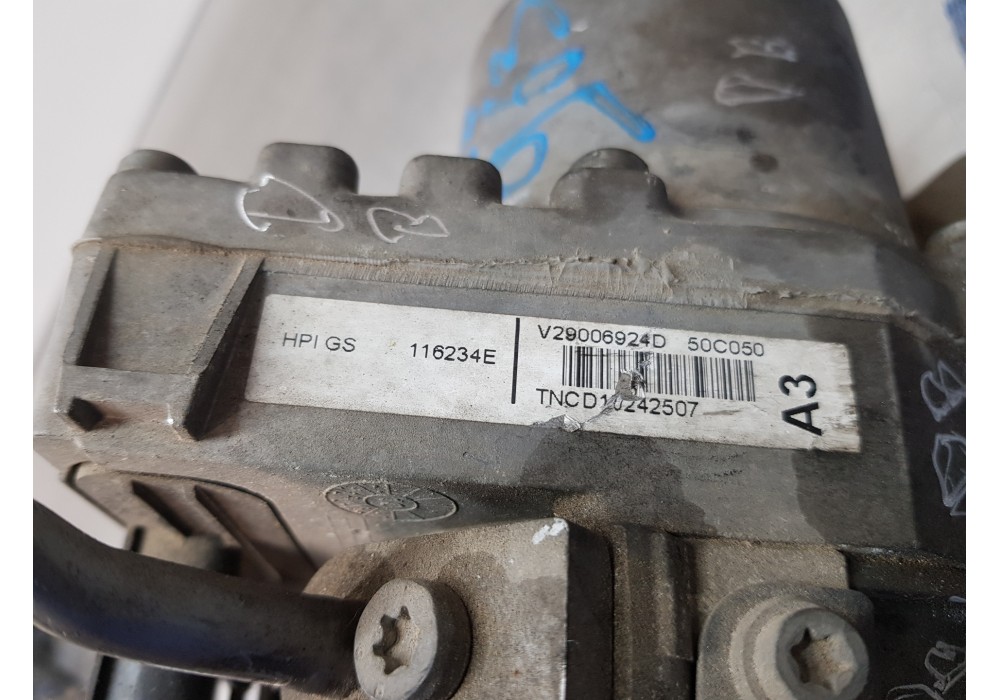 HPI GS 116234E
V29006924D 50C050
TNCD10242507
A3